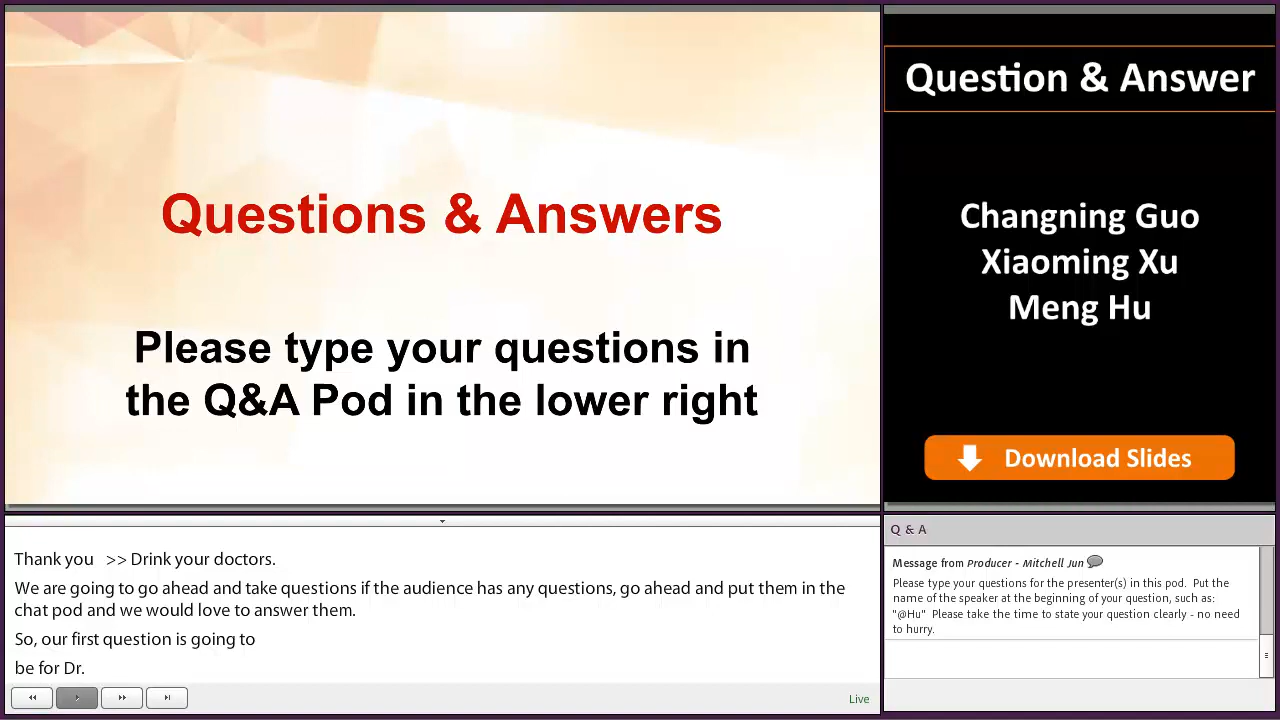 Questions & Answers
Please type your questions in
the Q&A Pod in the lower right
Question & Answer
Changning Guo
Xiaoming Xu
Meng Hu
Download Slides
Thank you   >> Drink your doctors.
We are going to go ahead and take questions if the audience has any questions, go ahead and put them in the
chat pod and we would love to answer them.
So, our first question is going to
be for Dr.
Live
Q & A
Message from Producer - Mitchell Jun
Please type your questions for the presenter(s) in this pod.  Put the
name of the speaker at the beginning of your question, such as:
"@Hu"  Please take the time to state your question clearly - no need
to hurry.